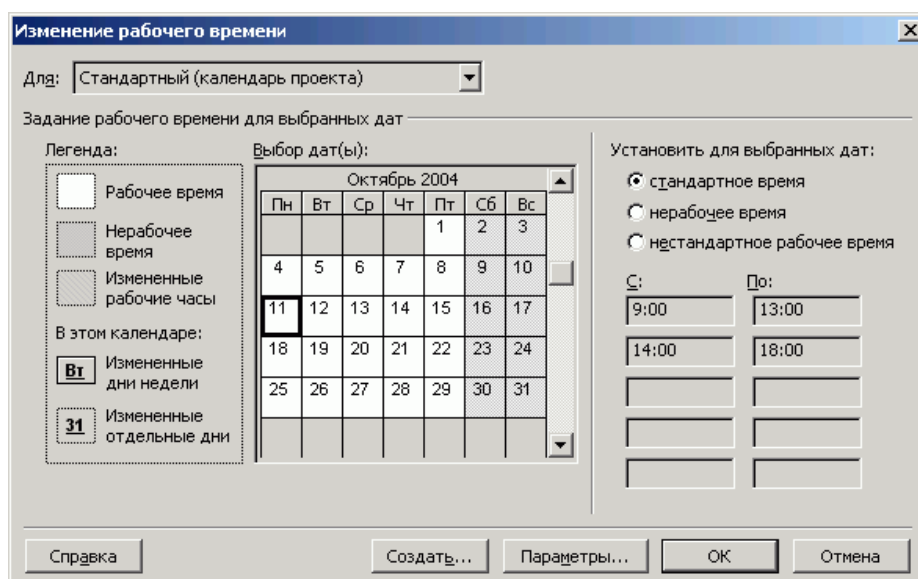 Изменение рабочего времени
Для: Стандартный (календарь проекта)
Задание рабочего времени для выбранных дат
Легенда:
Рабочее время
Нерабочее
время
Измененные
рабочие часы
В этом календаре:
Вт Измененные
дни недели
31 Измененные
отдельные дни
Выбор дат(ы):
Октябрь 2004
Пн Вт Ср Чт Пт Сб Вс
1 2 3
4 5 6 7 8 9 10
11 12 13 14 15 16 17
18 19 20 21 22 23 24
25 26 27 28 29 30 31
Установить для выбранных дат:
стандартное время
нерабочее время
нестандартное рабочее время
С: По:
9:00 13:00
14:00 18:00
Справка Создать... Параметры... ОК Отмена